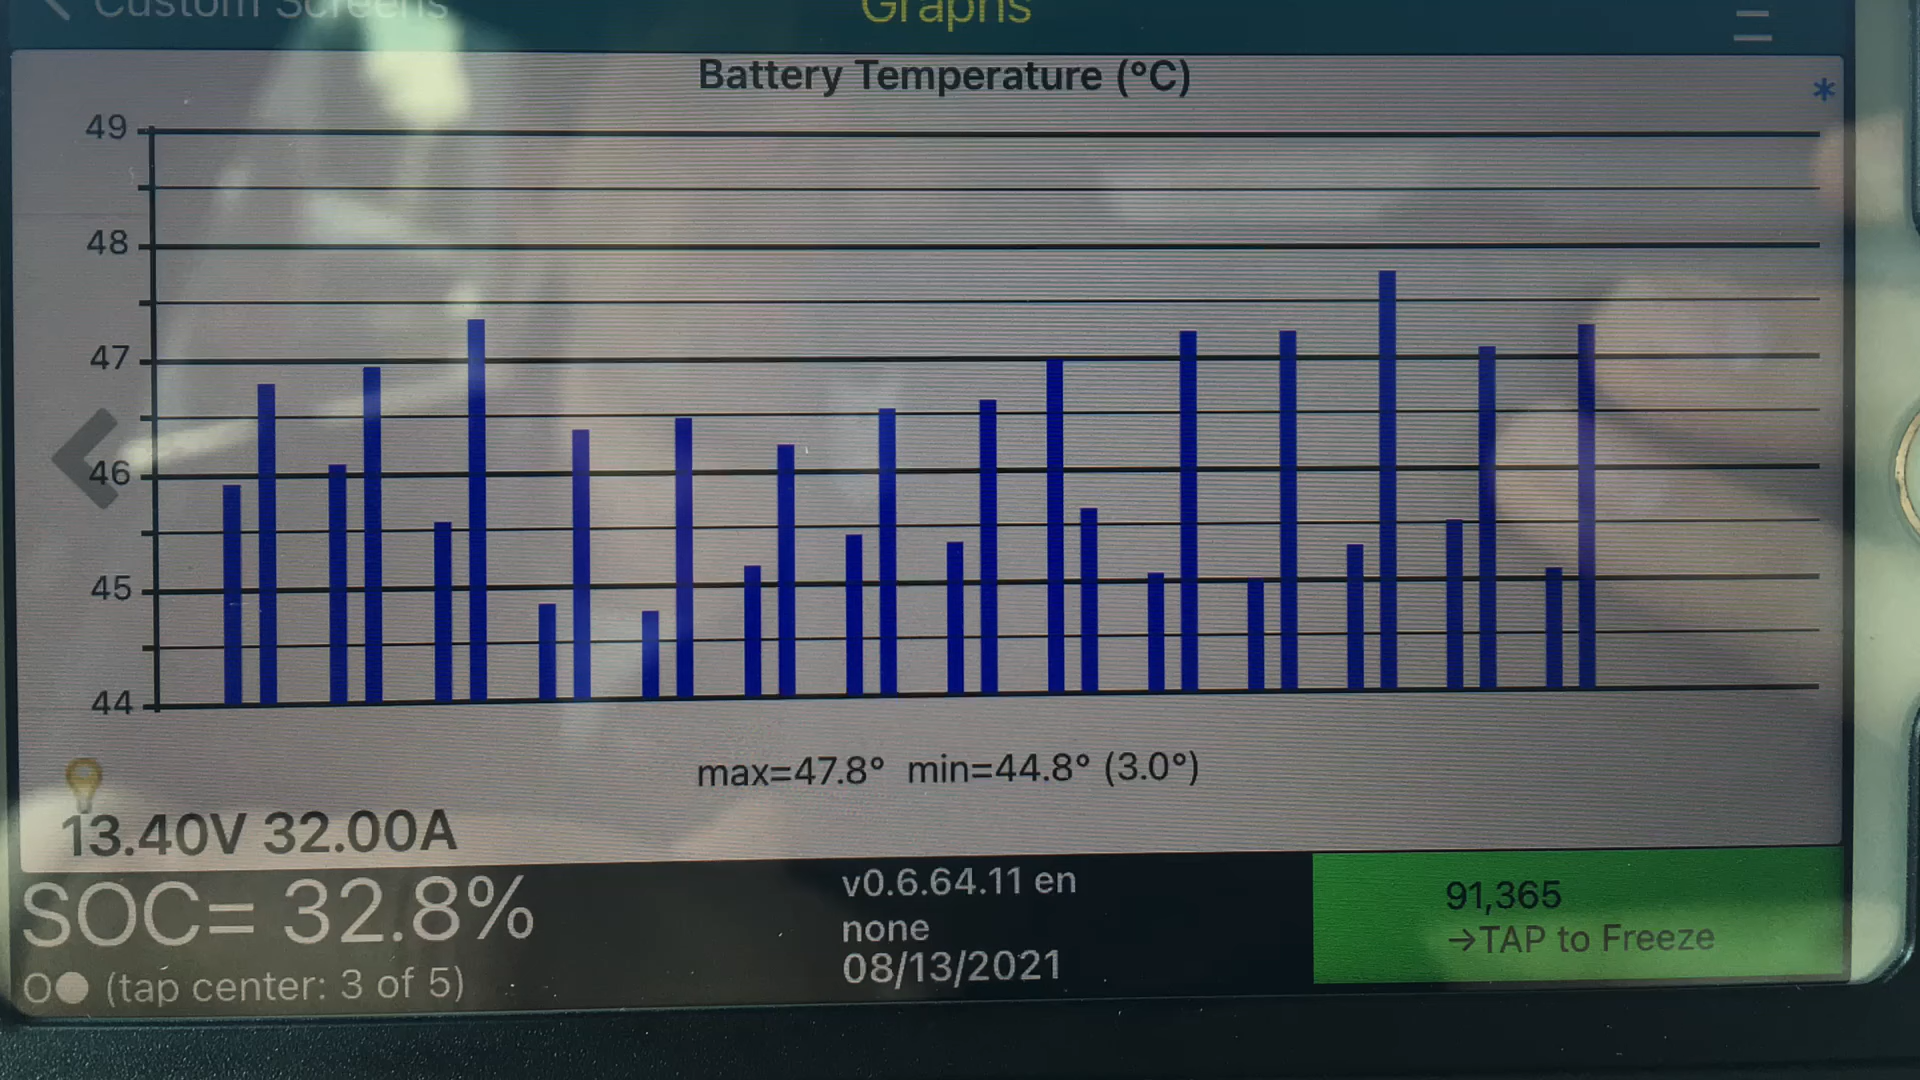 Custom Screens
Graphs
Battery Temperature (°C)
*
49
48
47
46
45
44
max=47.8° min=44.8° (3.0°)
13.40V 32.00A
SOC= 32.8%
O● (tap center: 3 of 5)
v0.6.64.11 en
none
08/13/2021
91,365
→TAP to Freeze